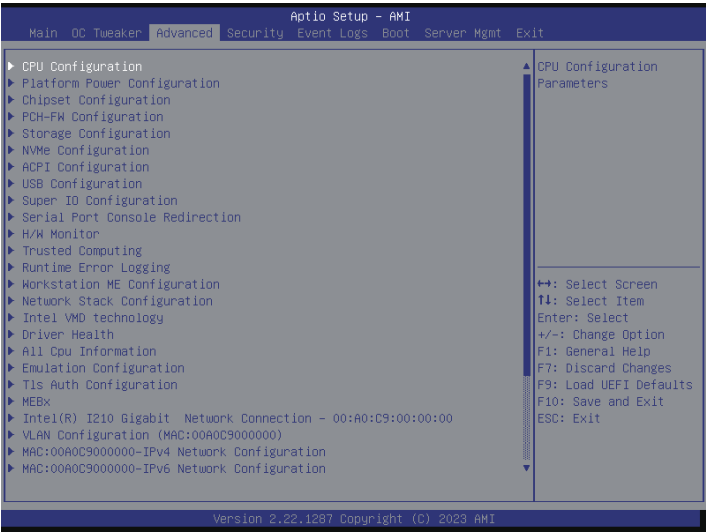 Aptio Setup - AMI
Main OC Tweaker Advanced Security Event Logs Boot Server Mgmt Exit
CPU Configuration
Platform Power Configuration
Chipset Configuration
PCH-FW Configuration
Storage Configuration
NVMe Configuration
ACPI Configuration
USB Configuration
Super IO Configuration
Serial Port Console Redirection
H/W Monitor
Trusted Computing
Runtime Error Logging
Workstation ME Configuration
Network Stack Configuration
Intel VMD technology
Driver Health
All Cpu Information
Emulation Configuration
Tls Auth Configuration
MEBx
Intel(R) I210 Gigabit Network Connection - 00:A0:C9:00:00:00
VLAN Configuration (MAC:00A0C9000000)
MAC:00A0C9000000-IPv4 Network Configuration
MAC:00A0C9000000-IPv6 Network Configuration
CPU Configuration
Parameters
↔: Select Screen
↑↓: Select Item
Enter: Select
+/-: Change Option
F1: General Help
F7: Discard Changes
F9: Load UEFI Defaults
F10: Save and Exit
ESC: Exit
Version 2.22.1287 Copyright (C) 2023 AMI